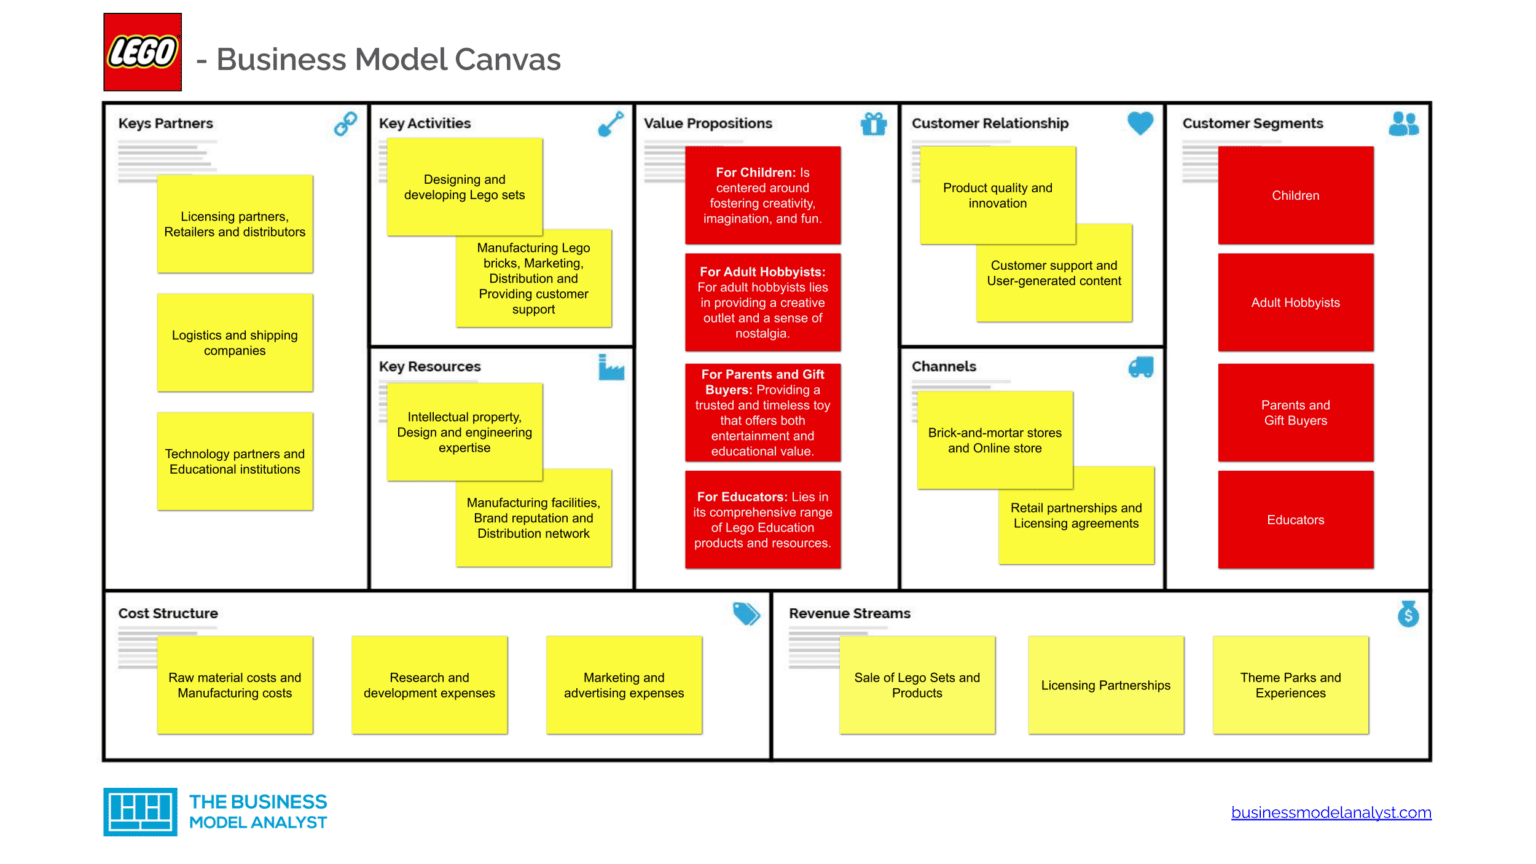 LEGO
- Business Model Canvas
Keys Partners
Licensing partners,
Retailers and distributors
Logistics and shipping
companies
Technology partners and
Educational institutions
Key Activities
Designing and
developing Lego sets
Manufacturing Lego
bricks, Marketing,
Distribution and
Providing customer
support
Key Resources
Intellectual property,
Design and engineering
expertise
Manufacturing facilities,
Brand reputation and
Distribution network
Value Propositions
For Children: Is
centered around
fostering creativity,
imagination, and fun.
For Adult Hobbyists:
For adult hobbyists lies
in providing a creative
outlet and a sense of
nostalgia.
For Parents and Gift
Buyers: Providing a
trusted and timeless toy
that offers both
entertainment and
educational value.
For Educators: Lies in
its comprehensive range
of Lego Education
products and resources.
Customer Relationship
Product quality and
innovation
Customer support and
User-generated content
Channels
Brick-and-mortar stores
and Online store
Retail partnerships and
Licensing agreements
Customer Segments
Children
Adult Hobbyists
Parents and
Gift Buyers
Educators
Cost Structure
Raw material costs and
Manufacturing costs
Research and
development expenses
Marketing and
advertising expenses
Revenue Streams
$
Sale of Lego Sets and
Products
Licensing Partnerships
Theme Parks and
Experiences
THE BUSINESS
MODEL ANALYST
businessmodelanalyst.com